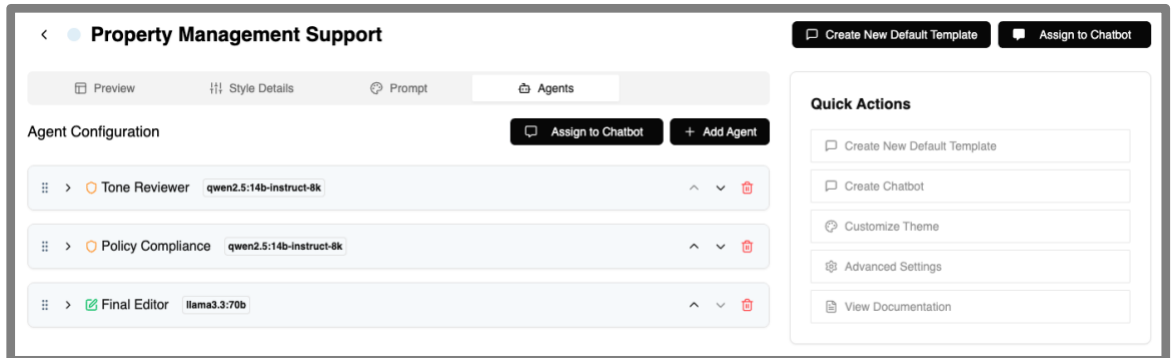 Property Management Support
Create New Default Template
Assign to Chatbot
Preview
Style Details
Prompt
Agents
Agent Configuration
Assign to Chatbot
+ Add Agent
Tone Reviewer qwen2.5:14b-instruct-8k
Policy Compliance qwen2.5:14b-instruct-8k
Final Editor llama3.3:70b
Quick Actions
Create New Default Template
Create Chatbot
Customize Theme
Advanced Settings
View Documentation